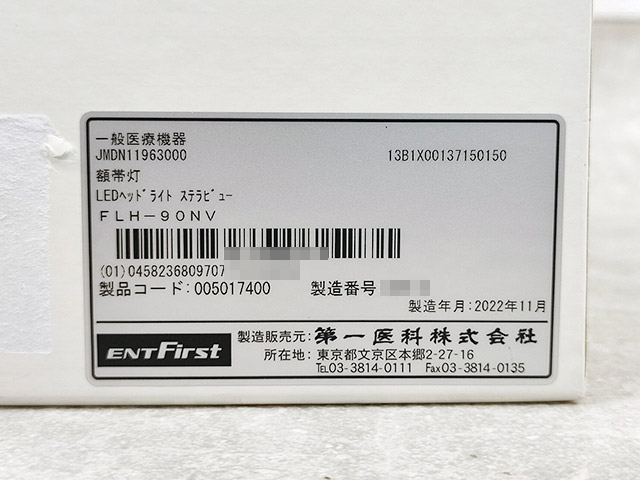 一般医療機器
JMDN11963000 13B1X00137150150
額帯灯
LEDヘッドライト ステラビュー
FLH-90NV
(01)0458236809707
製品コード:005017400 製造番号
製造年月:2022年11月
ENTFirst 製造販売元:第一医科株式会社
所在地:東京都文京区本郷2-27-16
TEL03-3814-0111 Fax03-3814-0135